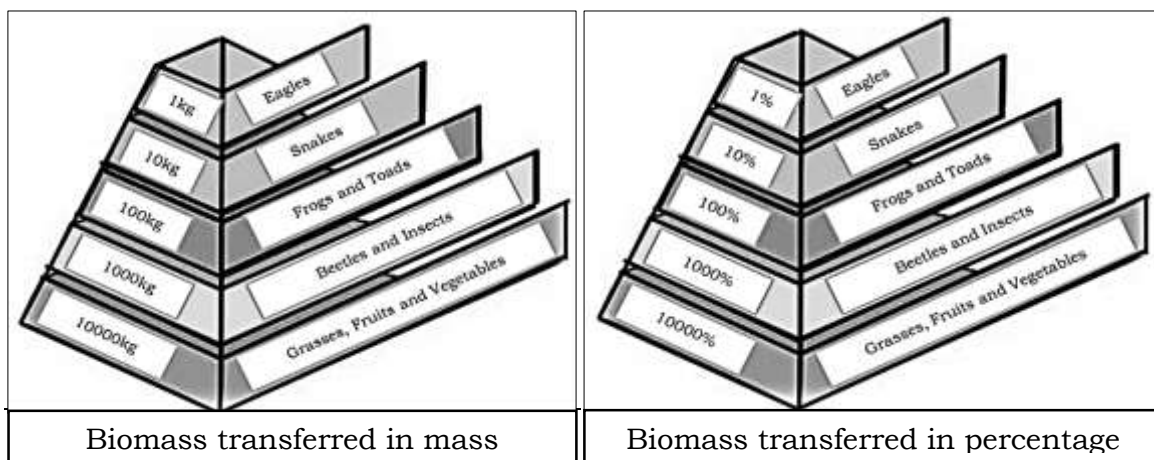 1kg Eagles
10kg Snakes
100kg Frogs and Toads
1000kg Beetles and Insects
10000kg Grasses, Fruits and Vegetables
Biomass transferred in mass
1% Eagles
10% Snakes
100% Frogs and Toads
1000% Beetles and Insects
10000% Grasses, Fruits and Vegetables
Biomass transferred in percentage